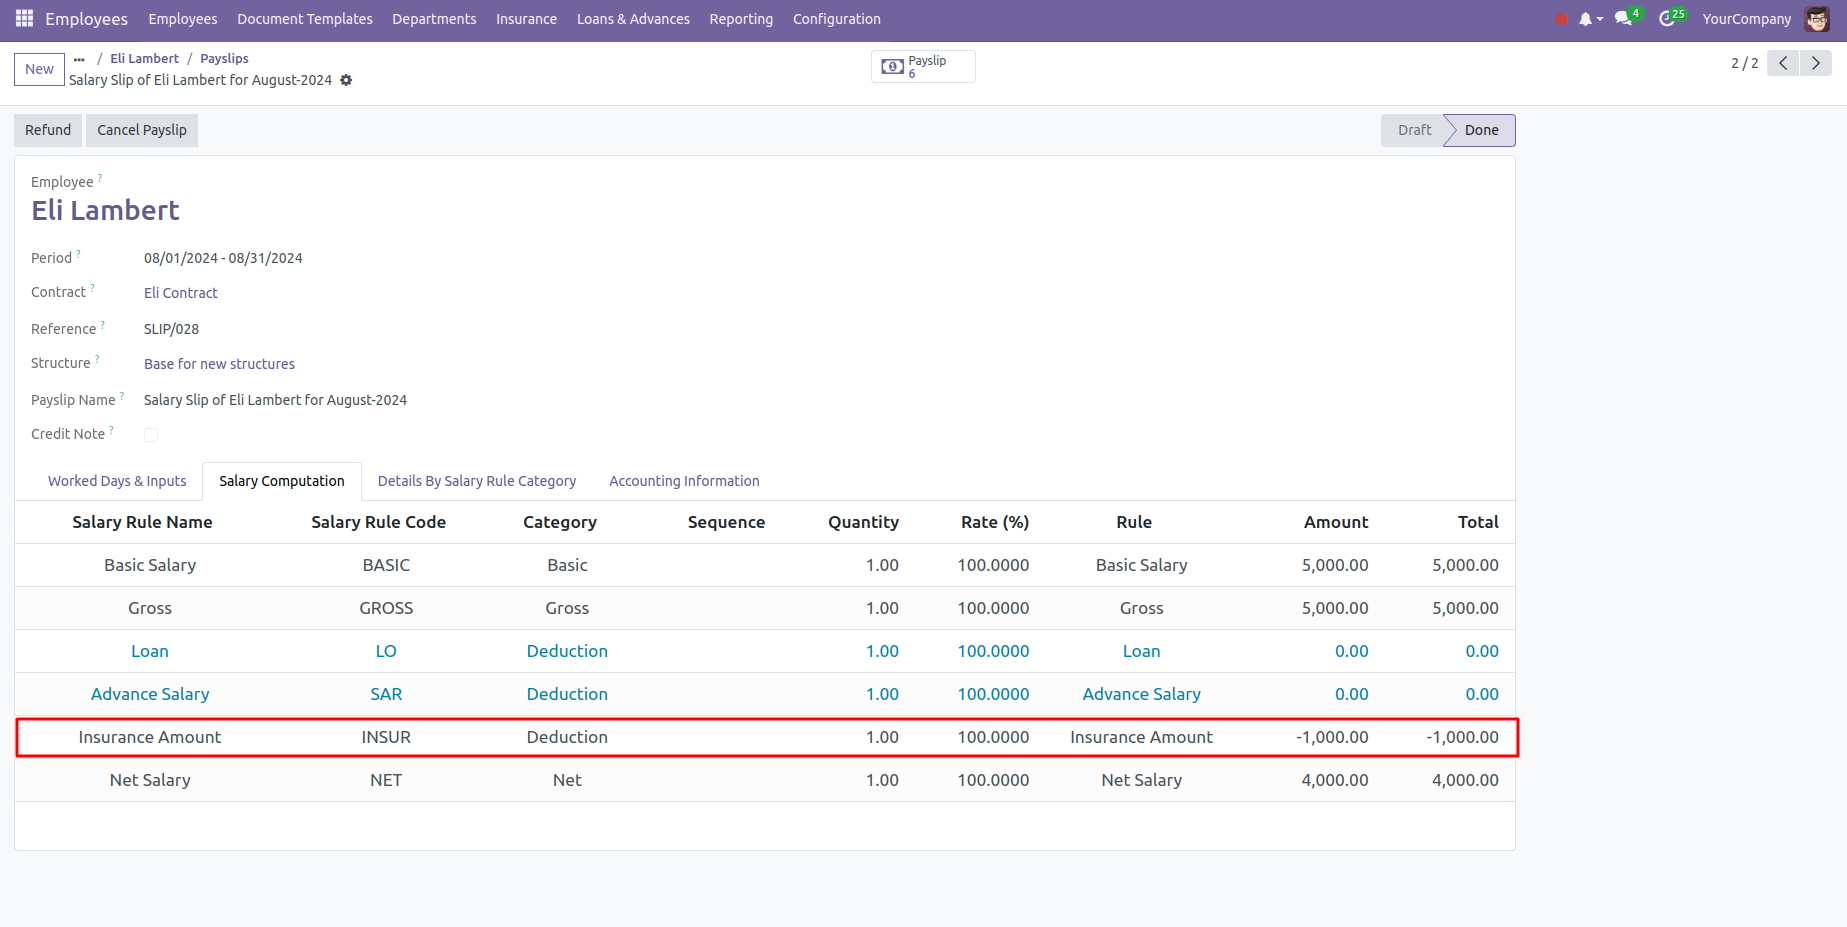 Employees Employees Document Templates Departments Insurance Loans & Advances Reporting Configuration 4 25 YourCompany
New ... / Eli Lambert / Payslips
Salary Slip of Eli Lambert for August-2024
Payslip
6
2 / 2
Refund Cancel Payslip Draft Done
Employee ?
Eli Lambert
Period ? 08/01/2024 - 08/31/2024
Contract ? Eli Contract
Reference ? SLIP/028
Structure ? Base for new structures
Payslip Name ? Salary Slip of Eli Lambert for August-2024
Credit Note ?
Worked Days & Inputs Salary Computation Details By Salary Rule Category Accounting Information
Salary Rule Name Salary Rule Code Category Sequence Quantity Rate (%) Rule Amount Total
Basic Salary BASIC Basic 1.00 100.0000 Basic Salary 5,000.00 5,000.00
Gross GROSS Gross 1.00 100.0000 Gross 5,000.00 5,000.00
Loan LO Deduction 1.00 100.0000 Loan 0.00 0.00
Advance Salary SAR Deduction 1.00 100.0000 Advance Salary 0.00 0.00
Insurance Amount INSUR Deduction 1.00 100.0000 Insurance Amount -1,000.00 -1,000.00
Net Salary NET Net 1.00 100.0000 Net Salary 4,000.00 4,000.00